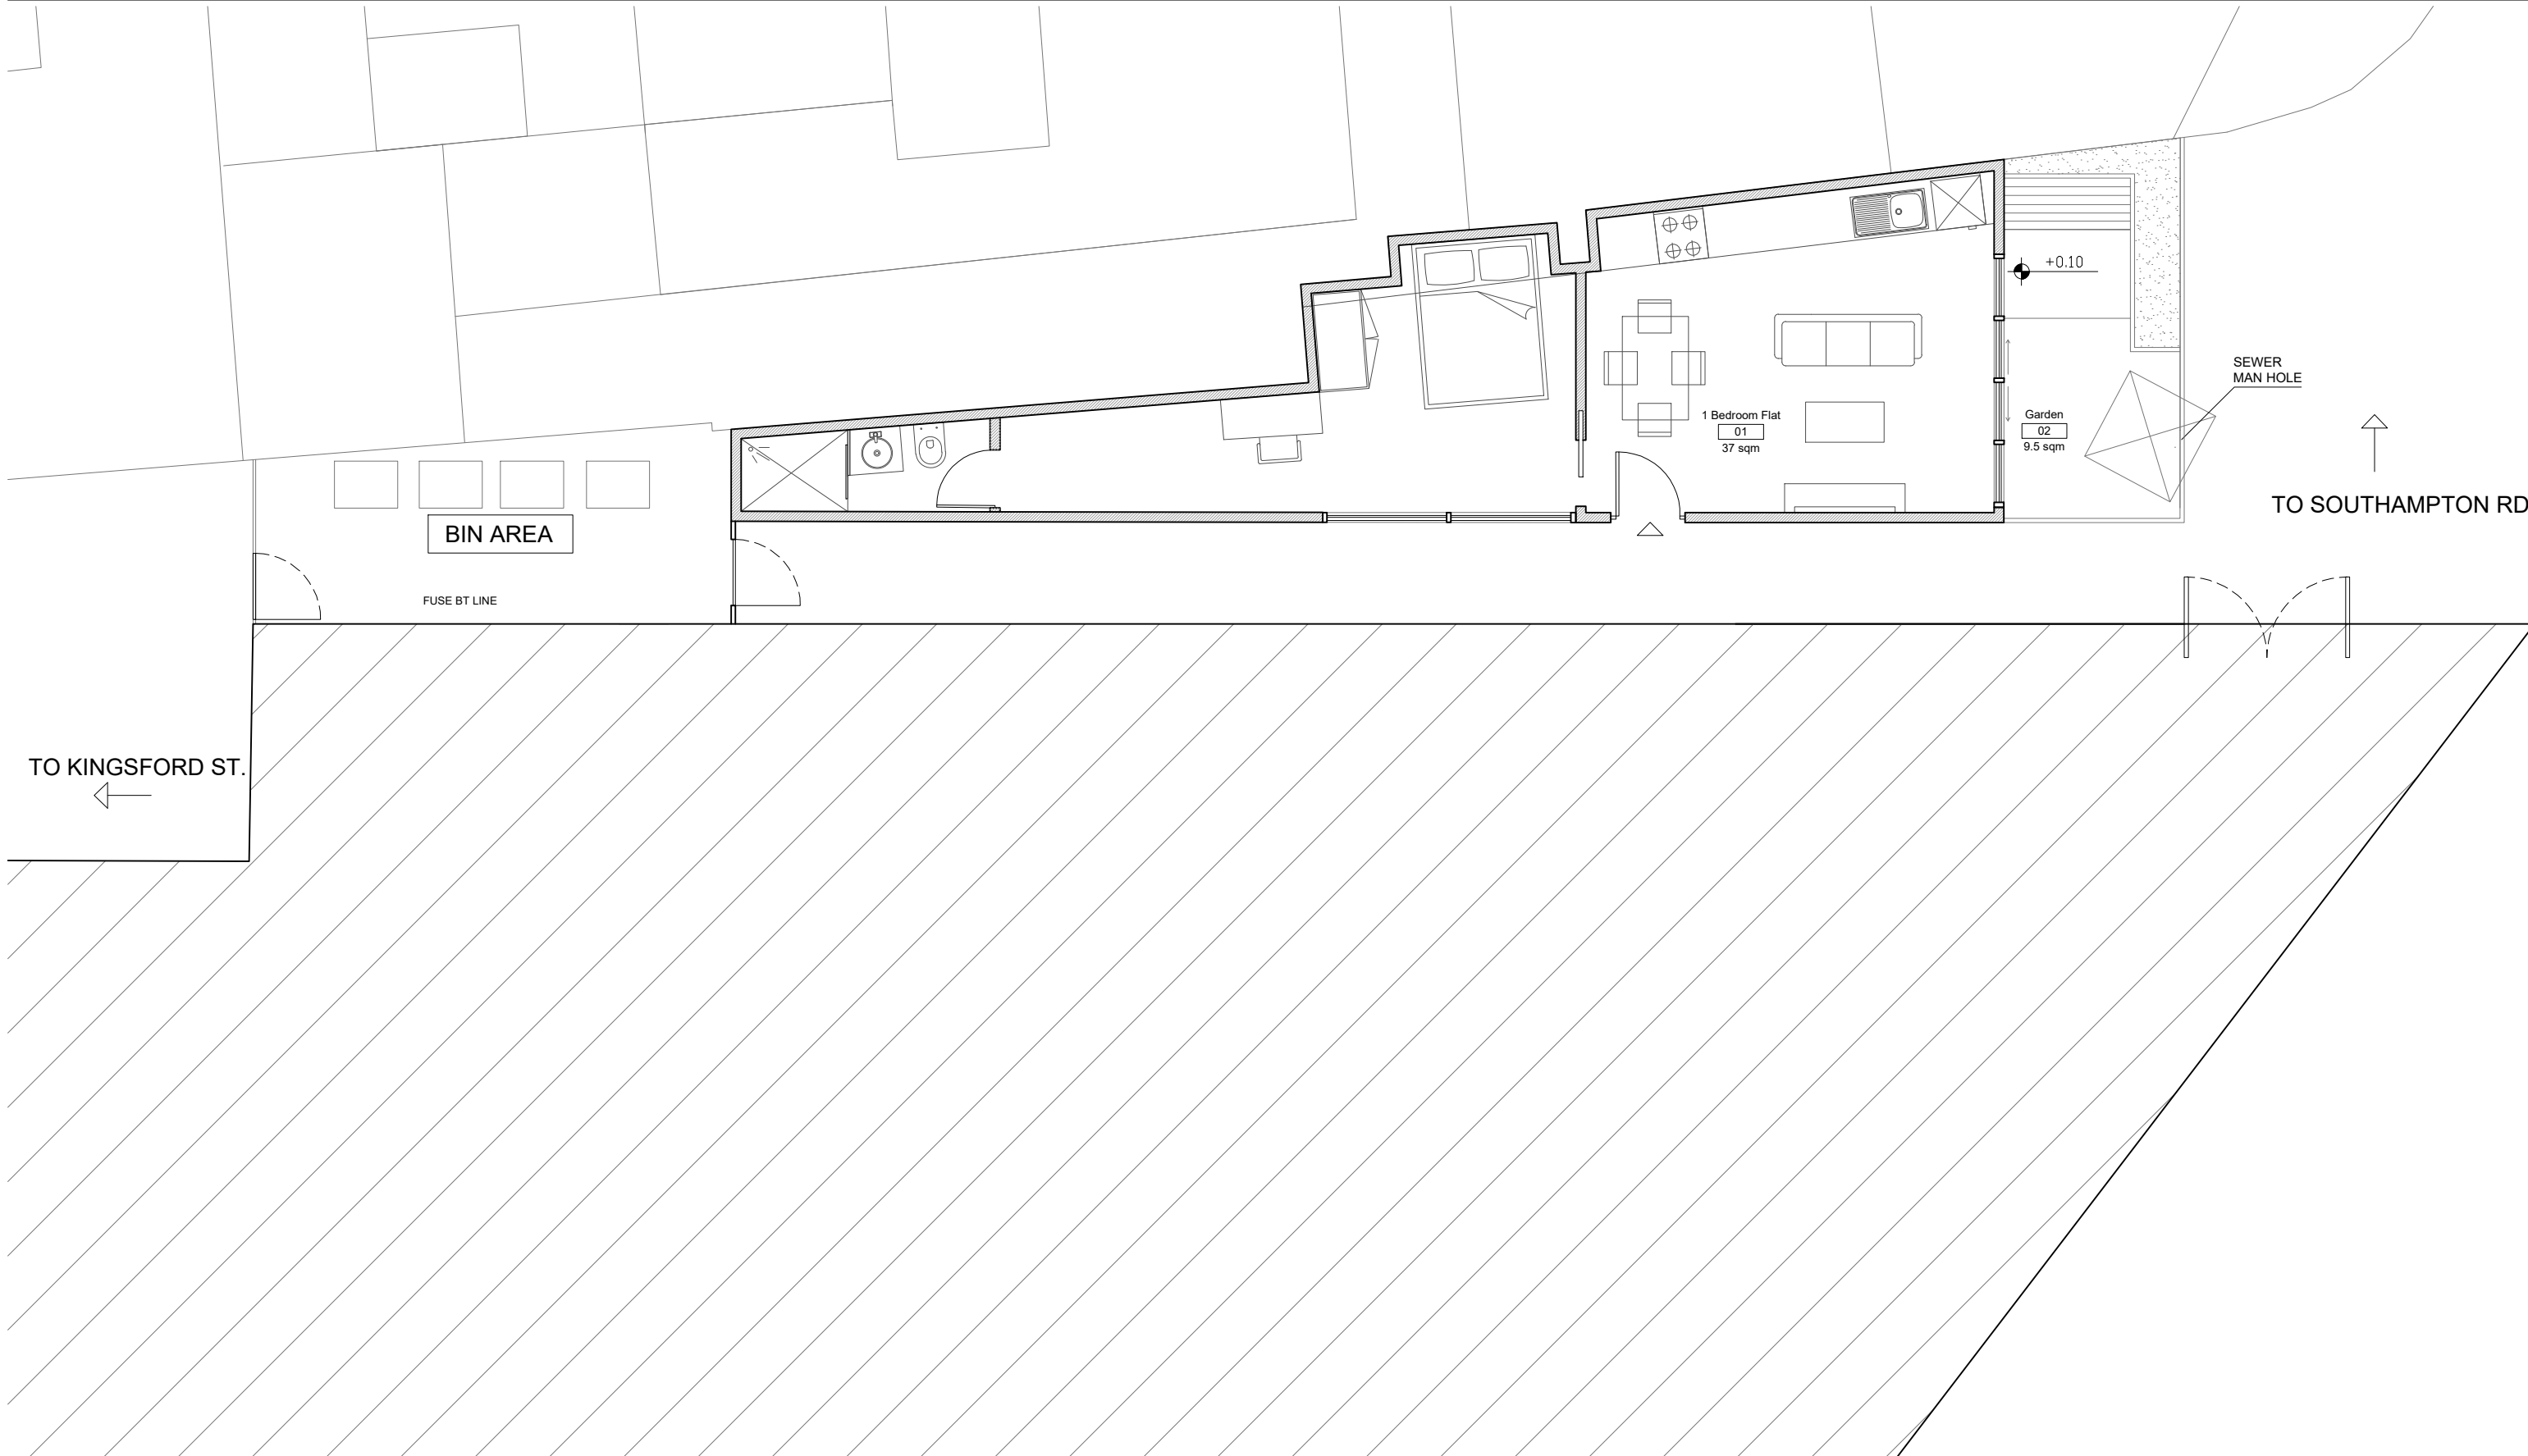 +0.10
SEWER
MAN HOLE
1 Bedroom Flat
01
37 sqm
Garden
02
9.5 sqm
TO SOUTHAMPTON RD
BIN AREA
FUSE BT LINE
TO KINGSFORD ST.